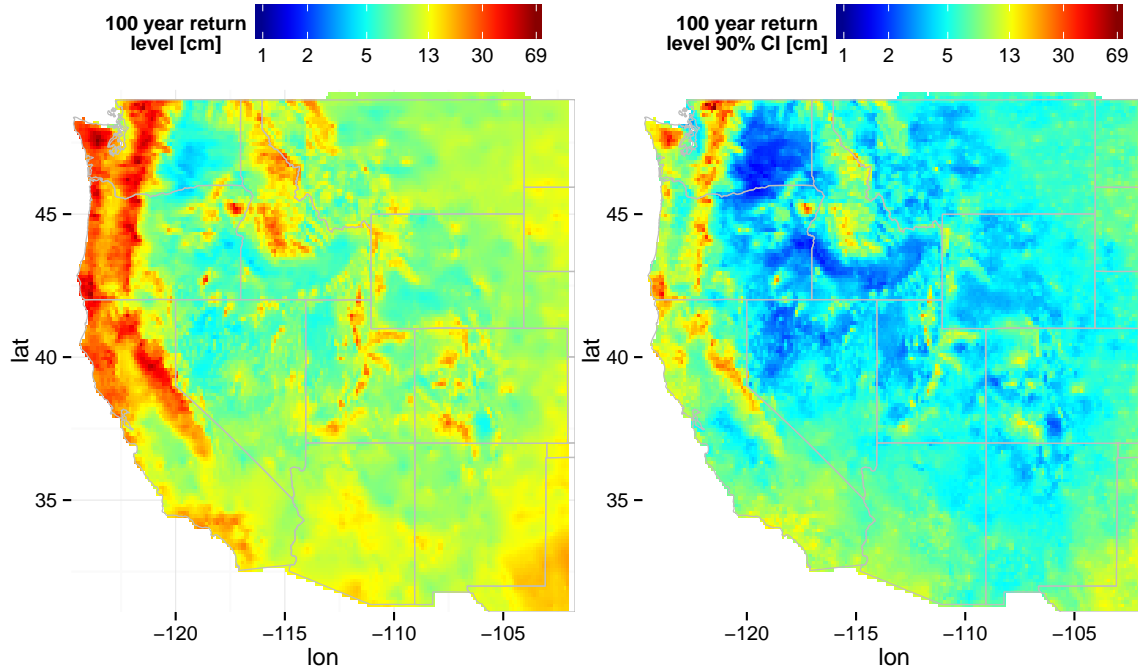 100 year return
level [cm]
1 2 5 13 30 69
100 year return
level 90% CI [cm]
1 2 5 13 30 69
lat
45
40
35
−120 −115 −110 −105
lon
lat
45
40
35
−120 −115 −110 −105
lon